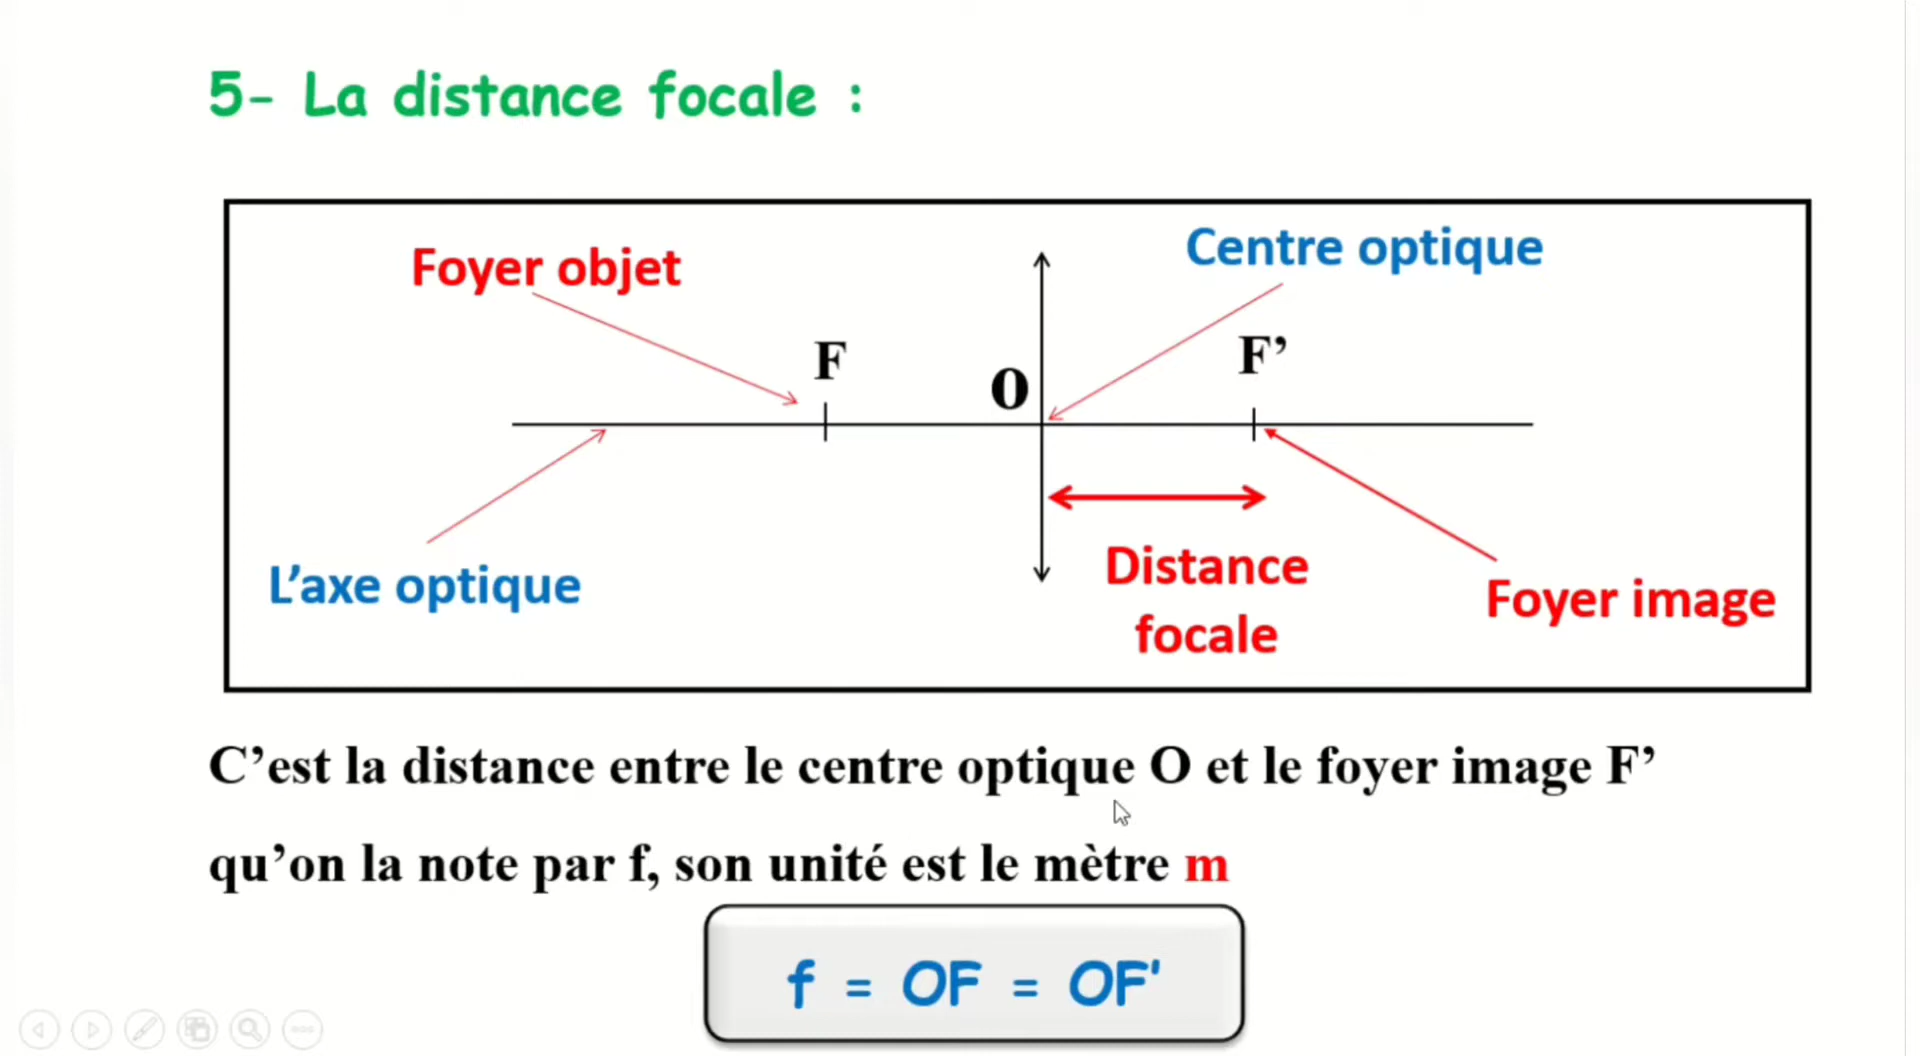 5- La distance focale :
Foyer objet
Centre optique
F
F’
O
L’axe optique
Distance
focale
Foyer image
C’est la distance entre le centre optique O et le foyer image F’
qu’on la note par f, son unité est le mètre m
f = OF = OF'